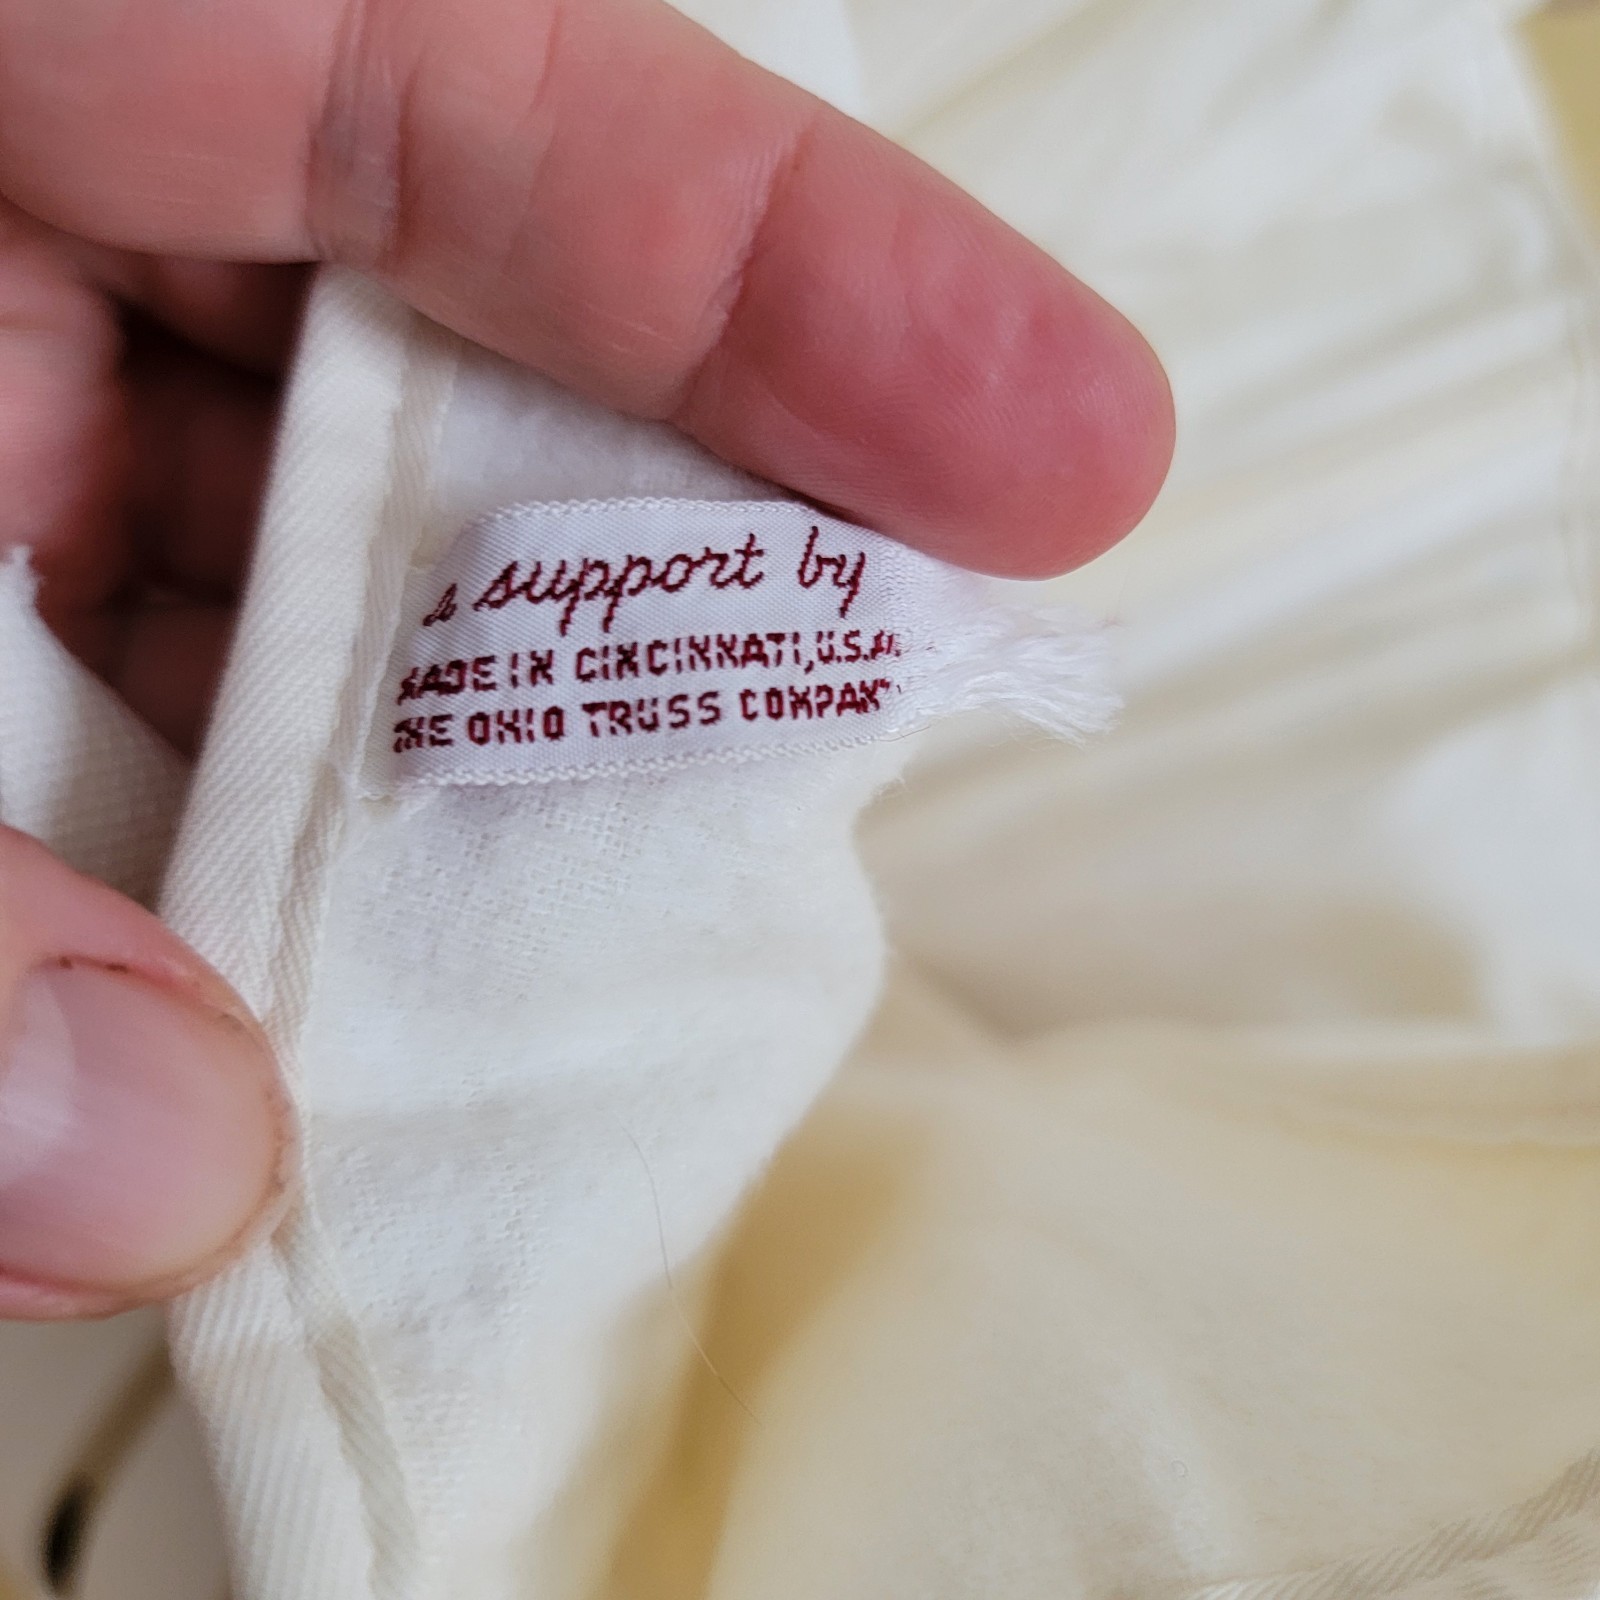 a support by
MADE IN CINCINNATI, U.S.A.
THE OHIO TRUSS COMPANY